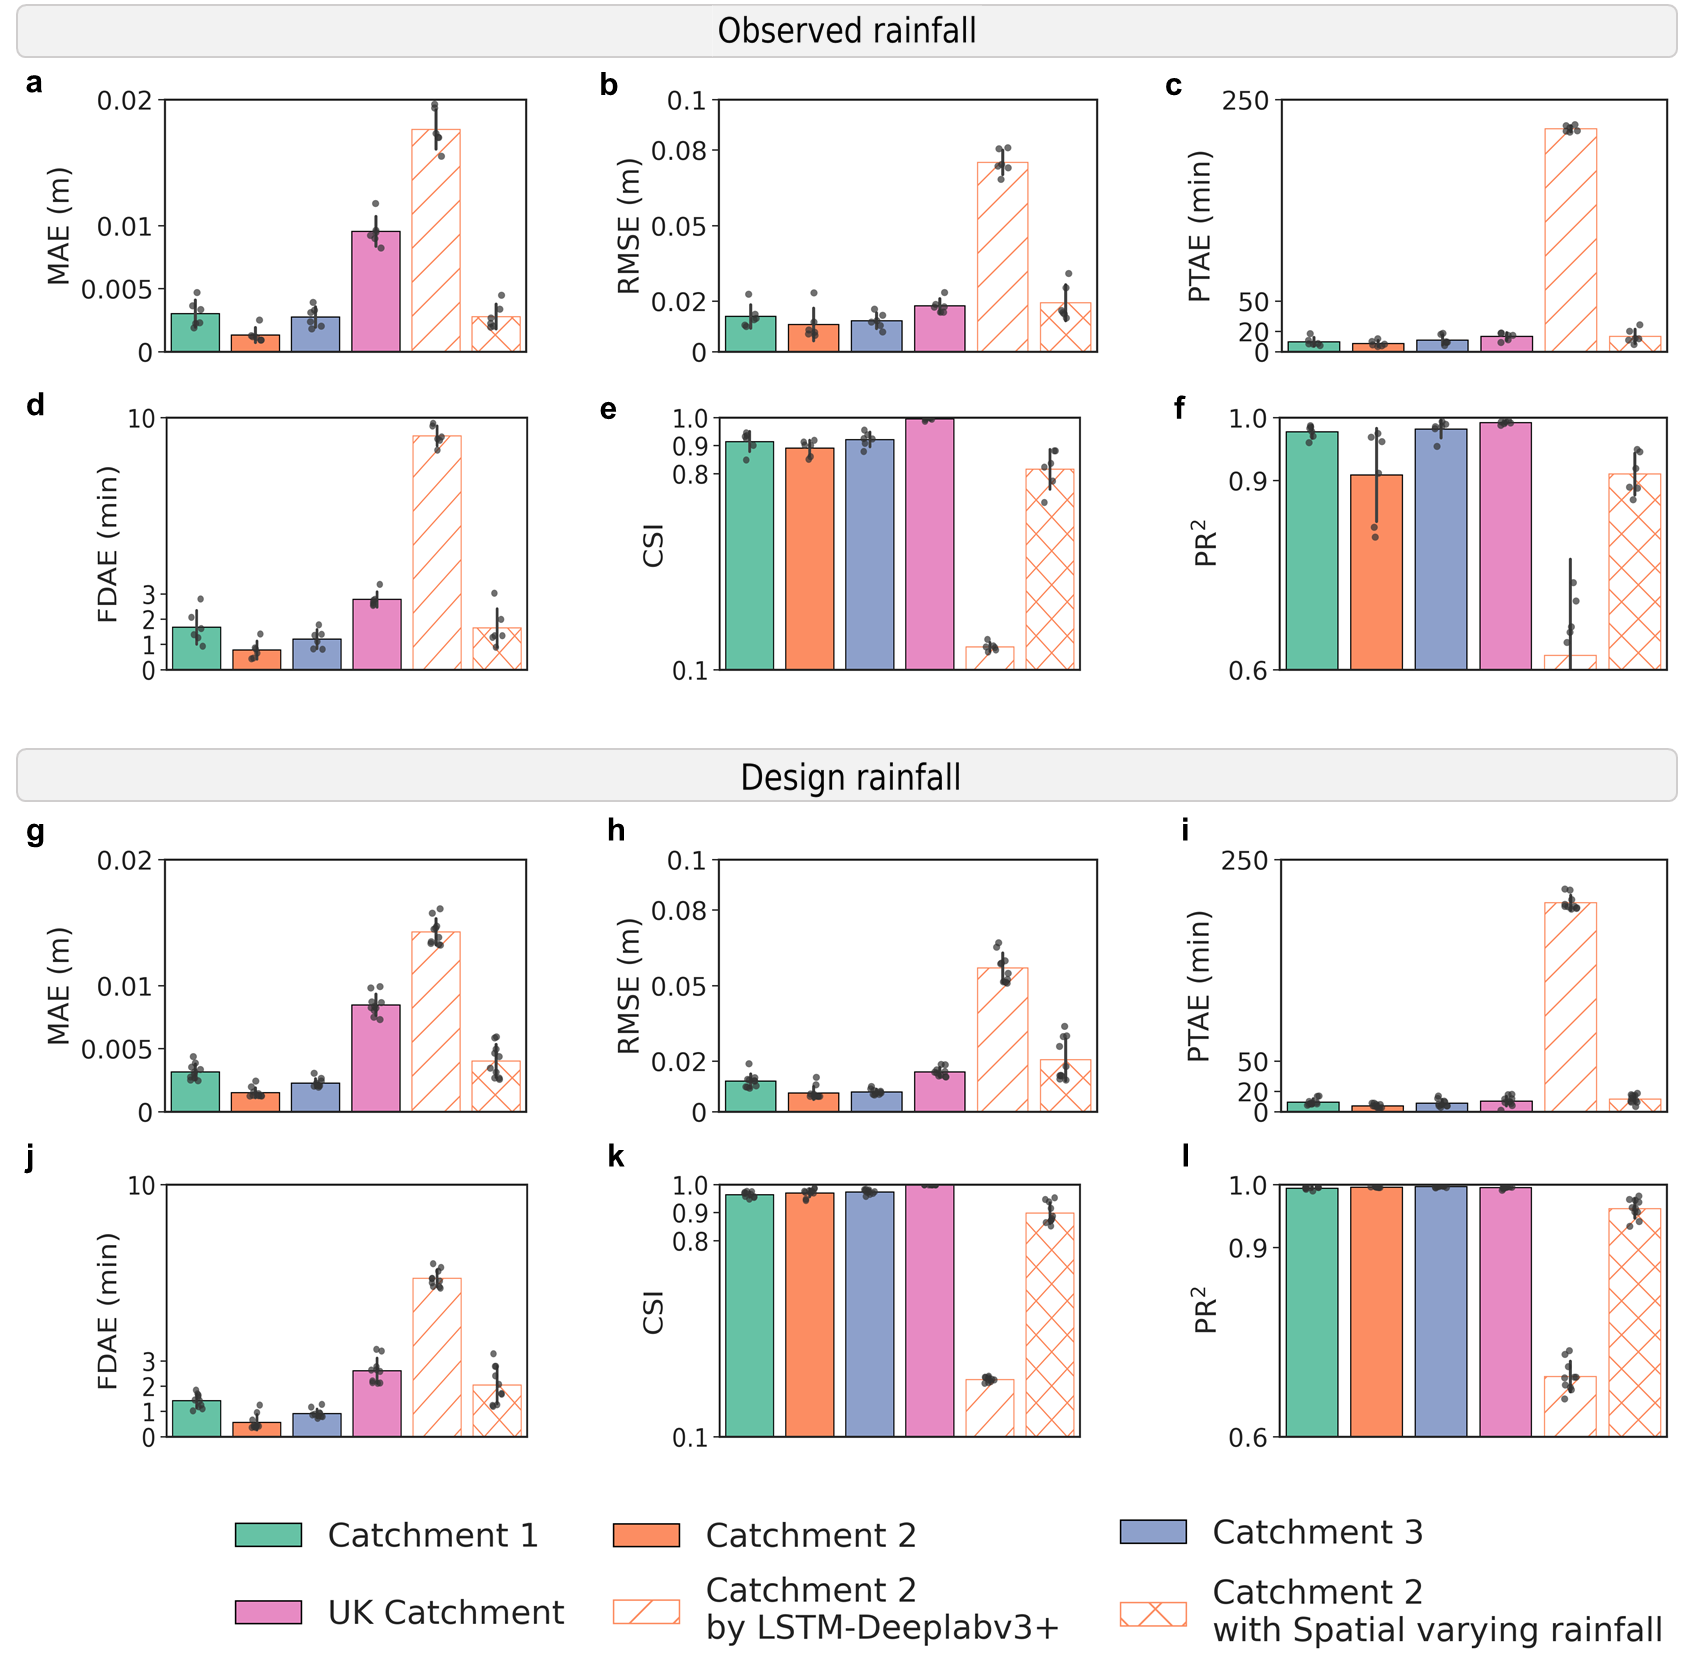 Observed rainfall
a
b
c
0.02
0.01
0.005
0
MAE (m)
0.1
0.08
0.05
0.02
0
RMSE (m)
250
50
20
0
PTAE (min)
d
e
f
10
3
2
1
0
FDAE (min)
1.0
0.9
0.8
0.1
CSI
1.0
0.9
0.6
PR²
Design rainfall
g
h
i
0.02
0.01
0.005
0
MAE (m)
0.1
0.08
0.05
0.02
0
RMSE (m)
250
50
20
0
PTAE (min)
j
k
l
10
3
2
1
0
FDAE (min)
1.0
0.9
0.8
0.1
CSI
1.0
0.9
0.6
PR²
Catchment 1
Catchment 2
Catchment 3
UK Catchment
Catchment 2
by LSTM-Deeplabv3+
Catchment 2
with Spatial varying rainfall